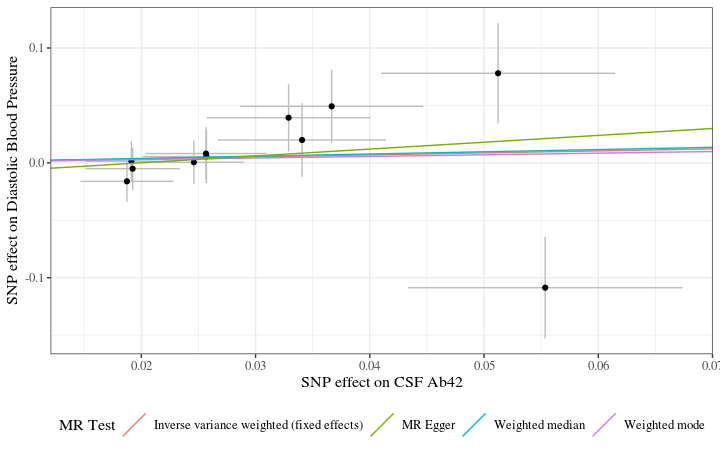 0.1
0.0
-0.1
SNP effect on Diastolic Blood Pressure
0.02 0.03 0.04 0.05 0.06 0.07
SNP effect on CSF Ab42
MR Test Inverse variance weighted (fixed effects) MR Egger Weighted median Weighted mode